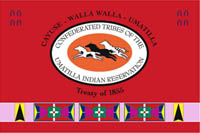 CAYUSE - WALLA WALLA - UMATILLA
CONFEDERATED TRIBES OF THE
UMATILLA INDIAN RESERVATION
Treaty of 1855